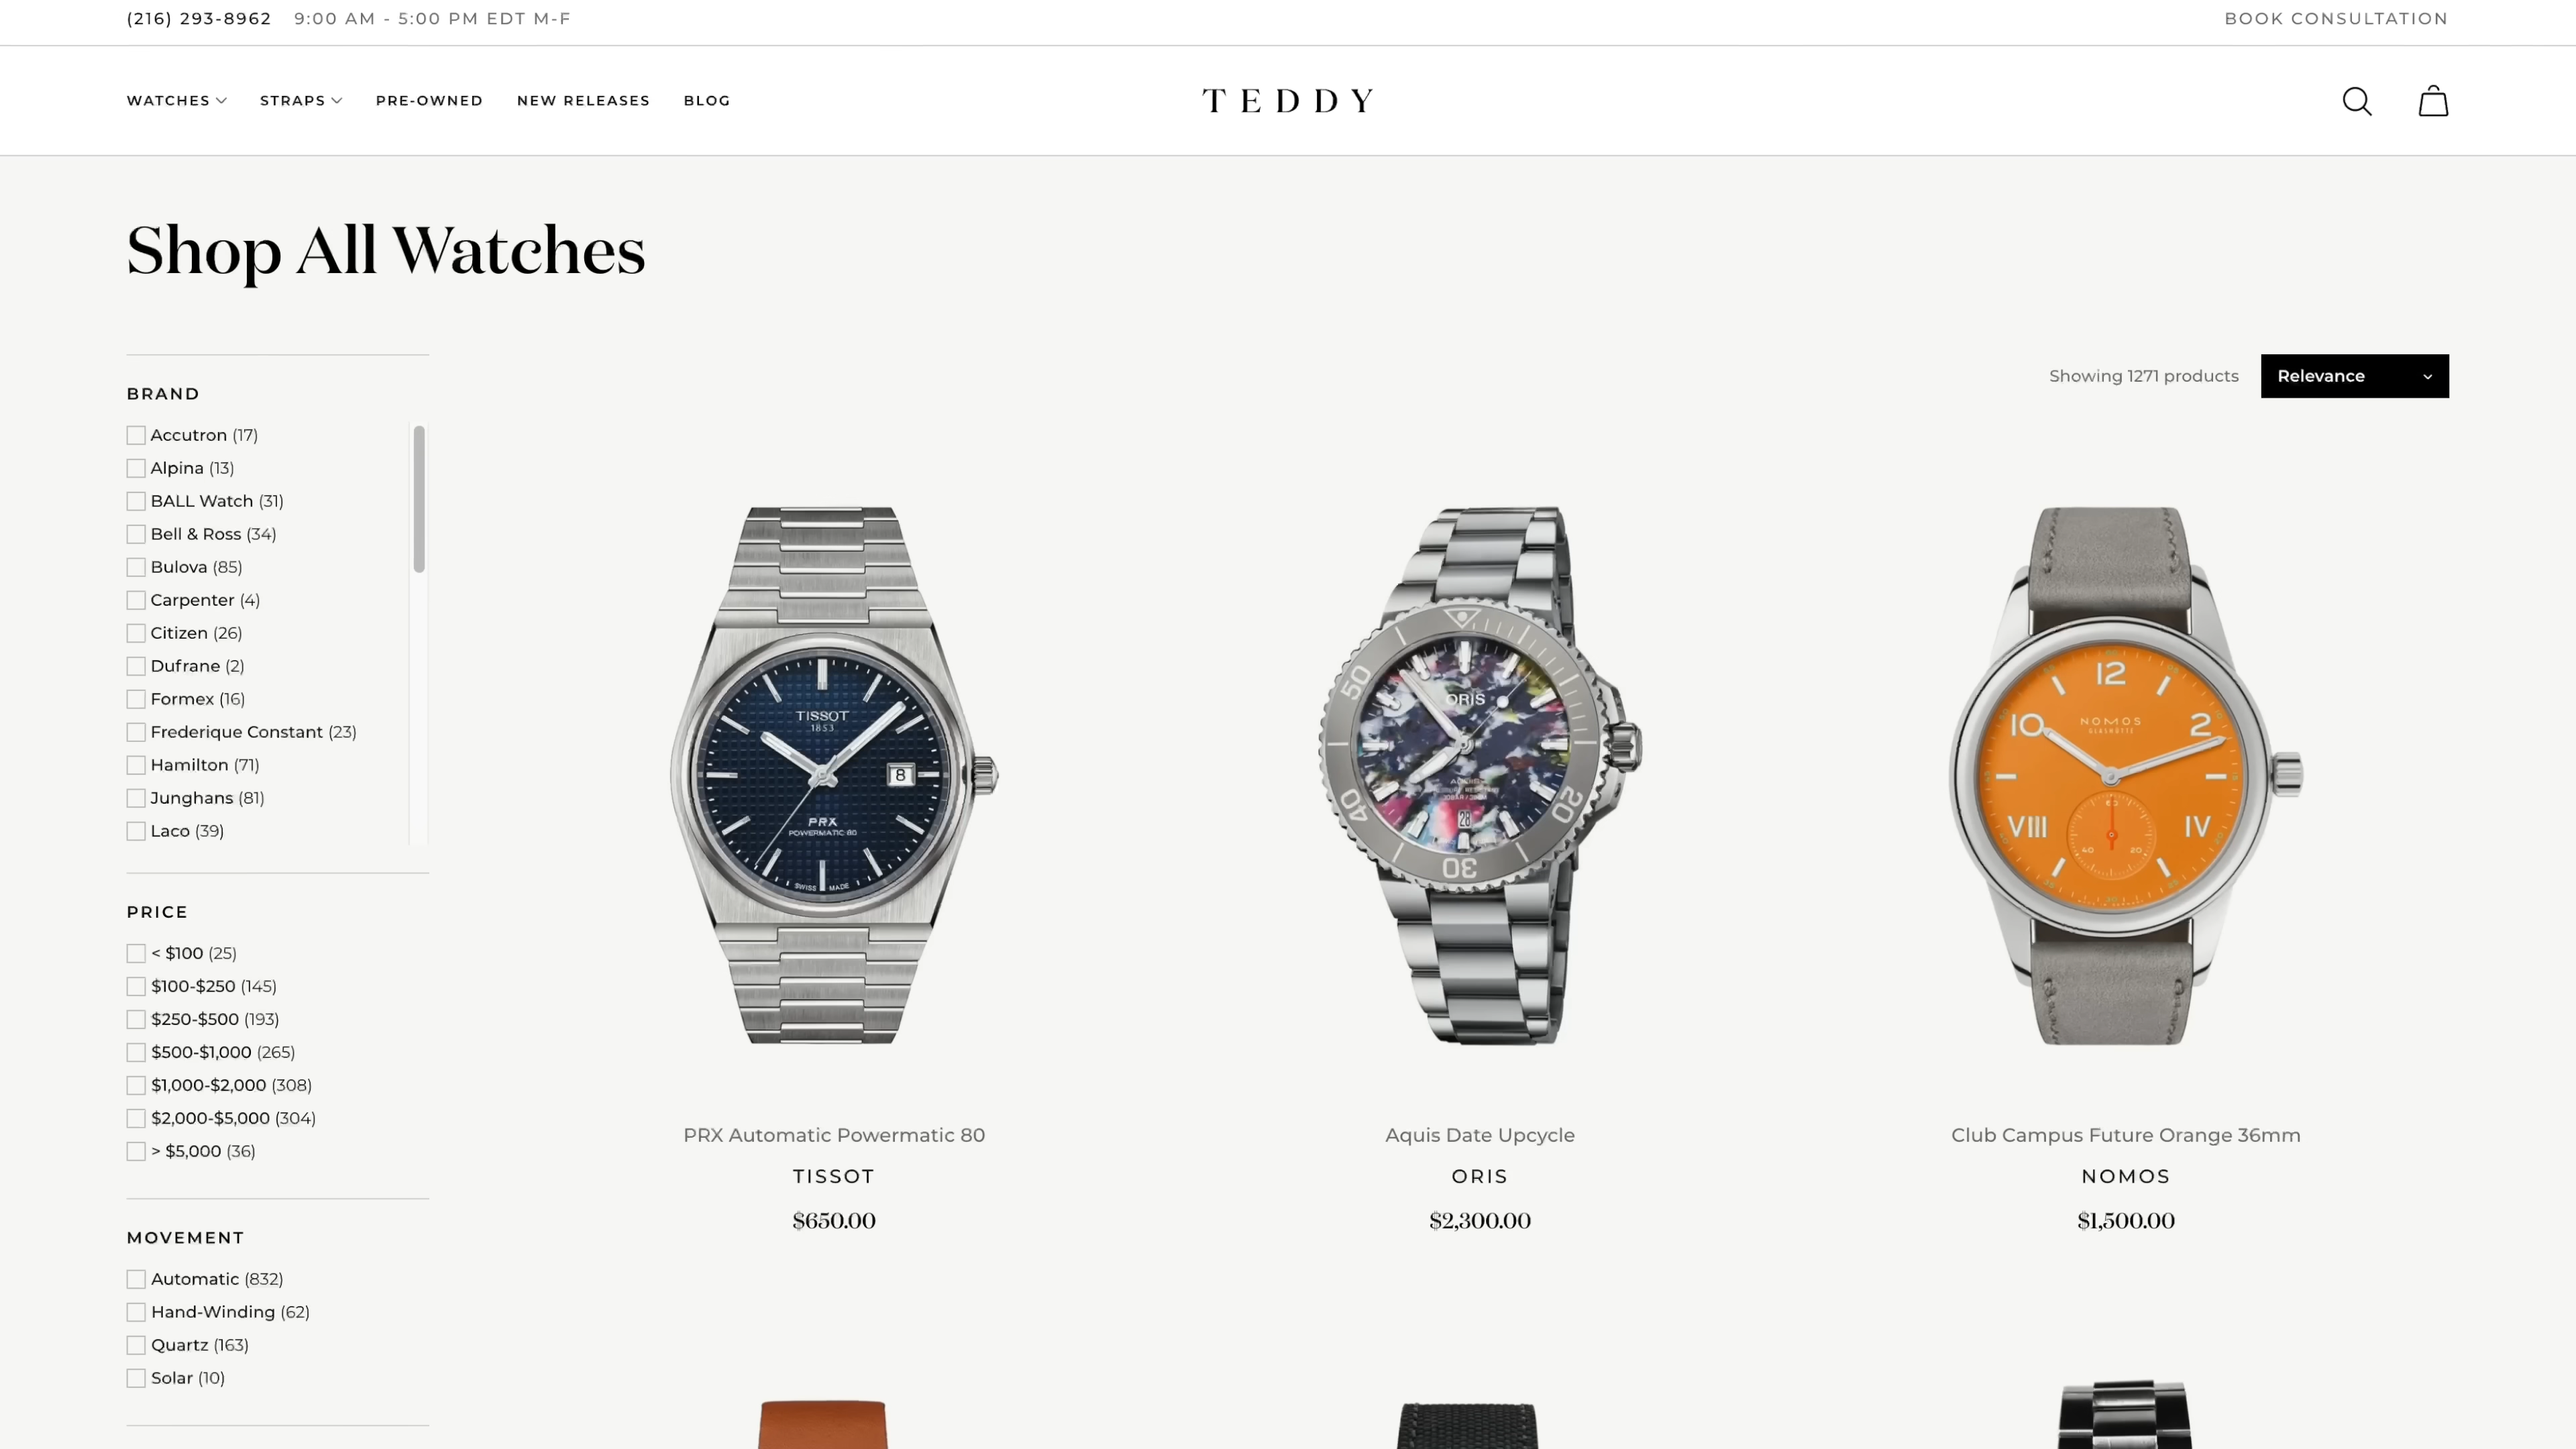 (216) 293-8962 9:00 AM - 5:00 PM EDT M-F
BOOK CONSULTATION
WATCHES STRAPS PRE-OWNED NEW RELEASES BLOG
TEDDY
Shop All Watches
BRAND
Accutron (17)
Alpina (13)
BALL Watch (31)
Bell & Ross (34)
Bulova (85)
Carpenter (4)
Citizen (26)
Dufrane (2)
Formex (16)
Frederique Constant (23)
Hamilton (71)
Junghans (81)
Laco (39)
PRICE
< $100 (25)
$100-$250 (145)
$250-$500 (193)
$500-$1,000 (265)
$1,000-$2,000 (308)
$2,000-$5,000 (304)
> $5,000 (36)
MOVEMENT
Automatic (832)
Hand-Winding (62)
Quartz (163)
Solar (10)
Showing 1271 products
Relevance
TISSOT
1853
8
PRX
POWERMATIC 80
SWISS MADE
PRX Automatic Powermatic 80
TISSOT
$650.00
50
ORIS
20
40
28
30
Aquis Date Upcycle
ORIS
$2,300.00
12
10
2
NOMOS
GLASHÜTTE
VIII
IV
60
40
20
Club Campus Future Orange 36mm
NOMOS
$1,500.00